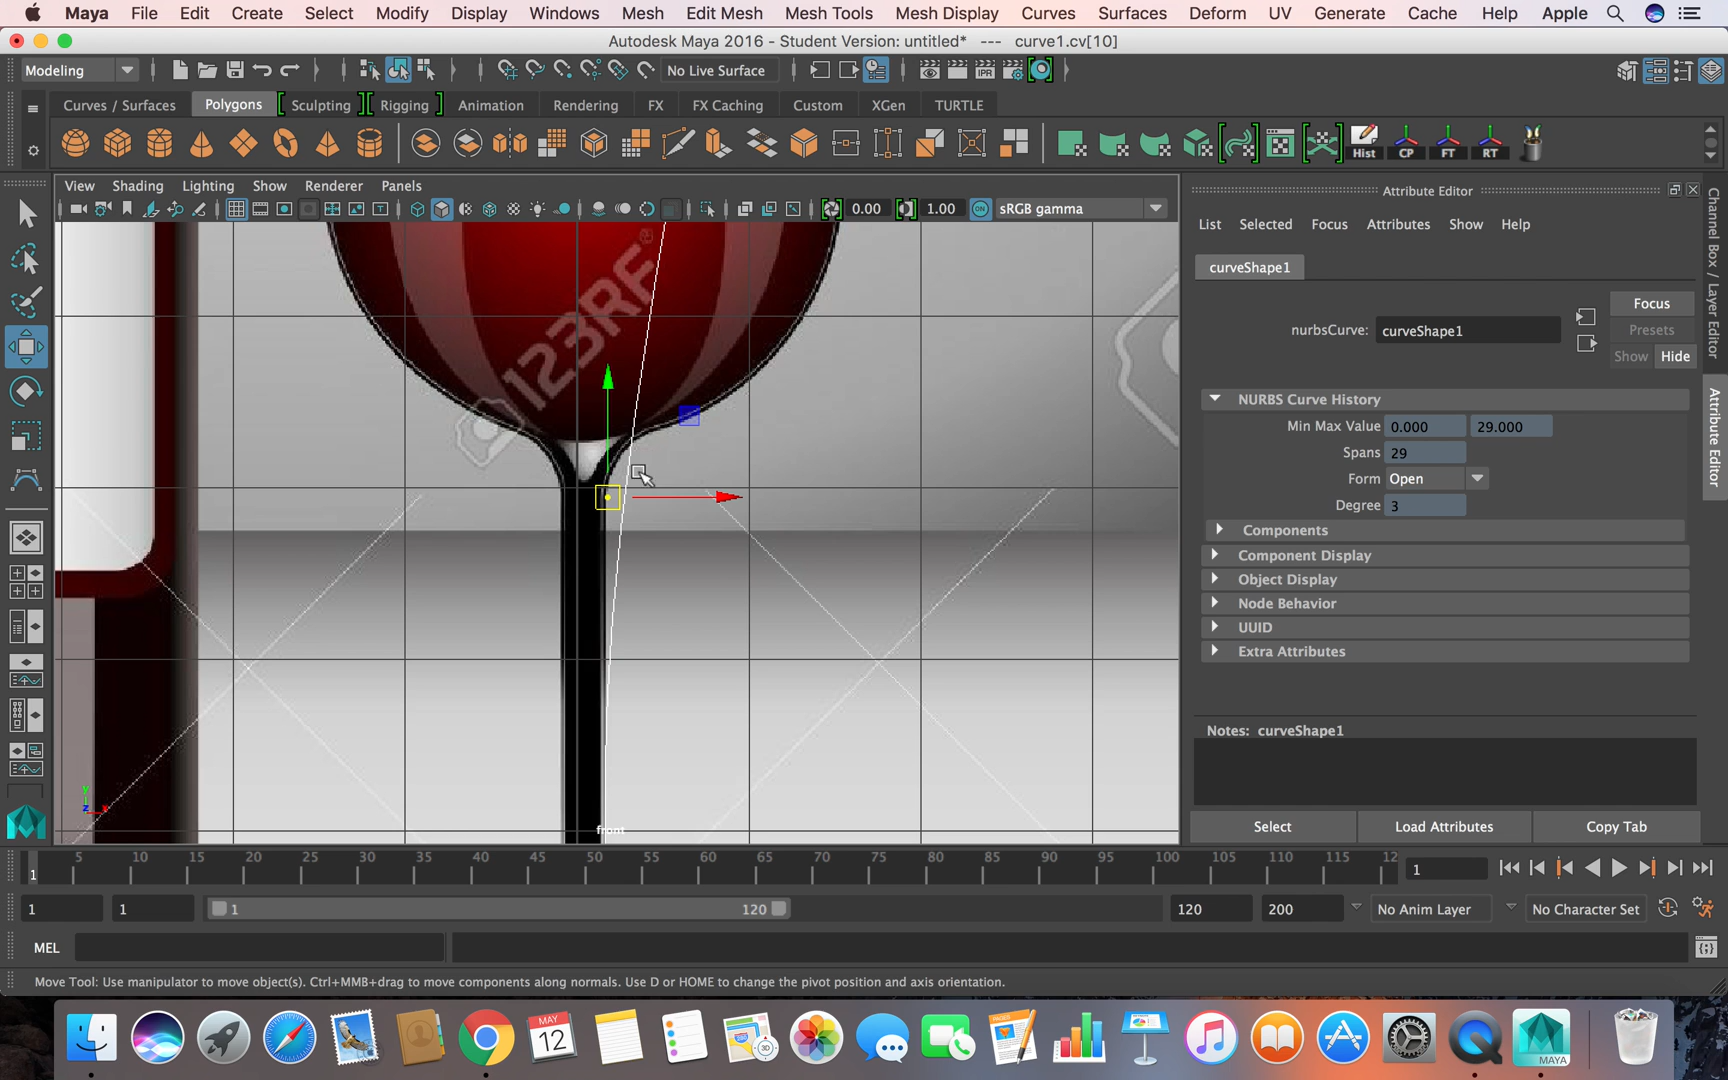 Maya File Edit Create Select Modify Display Windows Mesh Edit Mesh Mesh Tools Mesh Display Curves Surfaces Deform UV Generate Cache Help Apple
Autodesk Maya 2016 - Student Version: untitled* --- curve1.cv[10]
Modeling No Live Surface IPR
Curves / Surfaces Polygons Sculpting Rigging Animation Rendering FX FX Caching Custom XGen TURTLE
Hist CP FT RT
View Shading Lighting Show Renderer Panels
0.00 1.00 ON sRGB gamma
123RF®
front
y
z x
Attribute Editor
List Selected Focus Attributes Show Help
curveShape1
Focus
nurbsCurve: curveShape1
Presets
Show Hide
NURBS Curve History
Min Max Value 0.000 29.000
Spans 29
Form Open
Degree 3
Components
Component Display
Object Display
Node Behavior
UUID
Extra Attributes
Notes: curveShape1
Select Load Attributes Copy Tab
Channel Box / Layer Editor
Attribute Editor
5 10 15 20 25 30 35 40 45 50 55 60 65 70 75 80 85 90 95 100 105 110 115 12
1 1
1 1 1 120 120 200 No Anim Layer No Character Set
MEL
Move Tool: Use manipulator to move object(s). Ctrl+MMB+drag to move components along normals. Use D or HOME to change the pivot position and axis orientation.
MAY
12
3D
PAGES
MAYA